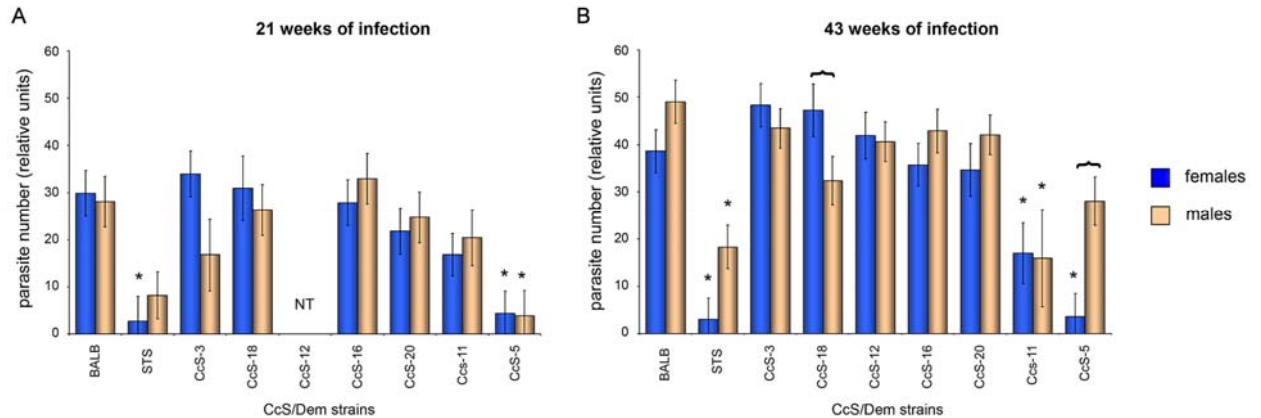 A
21 weeks of infection
parasite number (relative units)
60
50
40
30
20
10
0
*
NT
* *
BALB
STS
CcS-3
CcS-18
CcS-12
CcS-16
CcS-20
Ccs-11
CcS-5
CcS/Dem strains
B
43 weeks of infection
parasite number (relative units)
60
50
40
30
20
10
0
*
*
* *
*
BALB
STS
CcS-3
CcS-18
CcS-12
CcS-16
CcS-20
Ccs-11
CcS-5
CcS/Dem strains
females
males